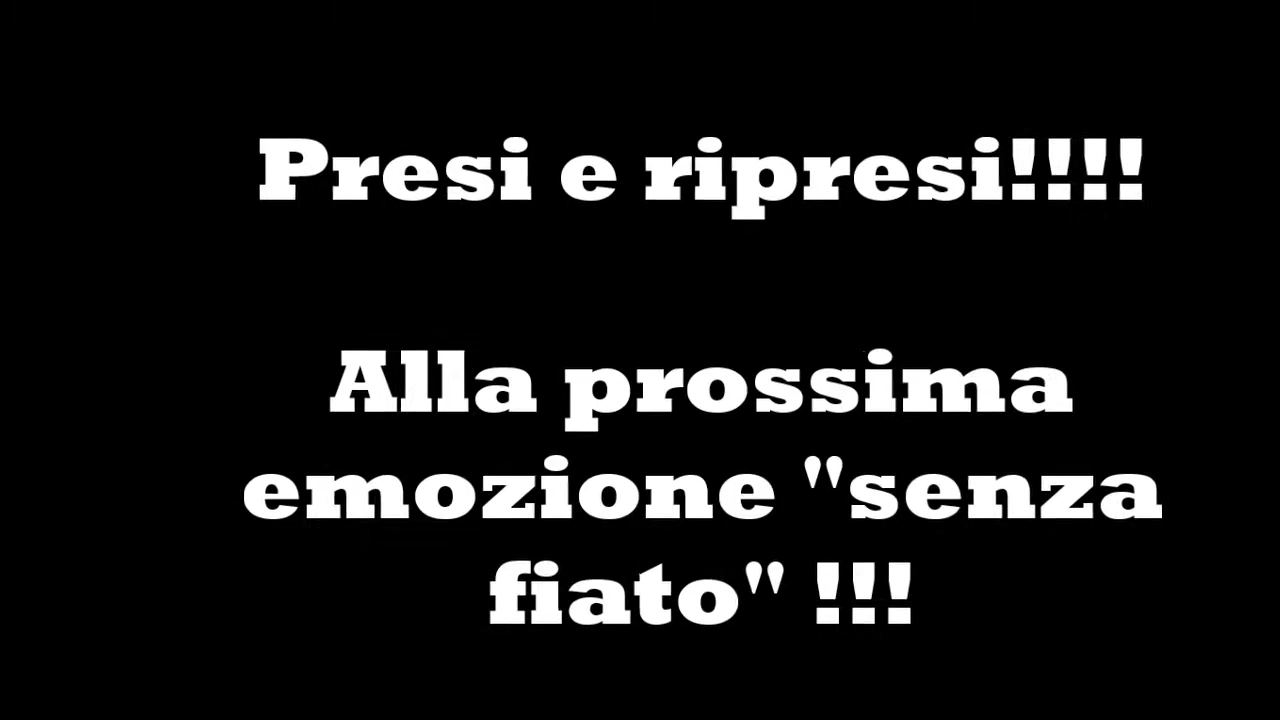 Presi e ripresi!!!!
Alla prossima
emozione "senza
fiato" !!!